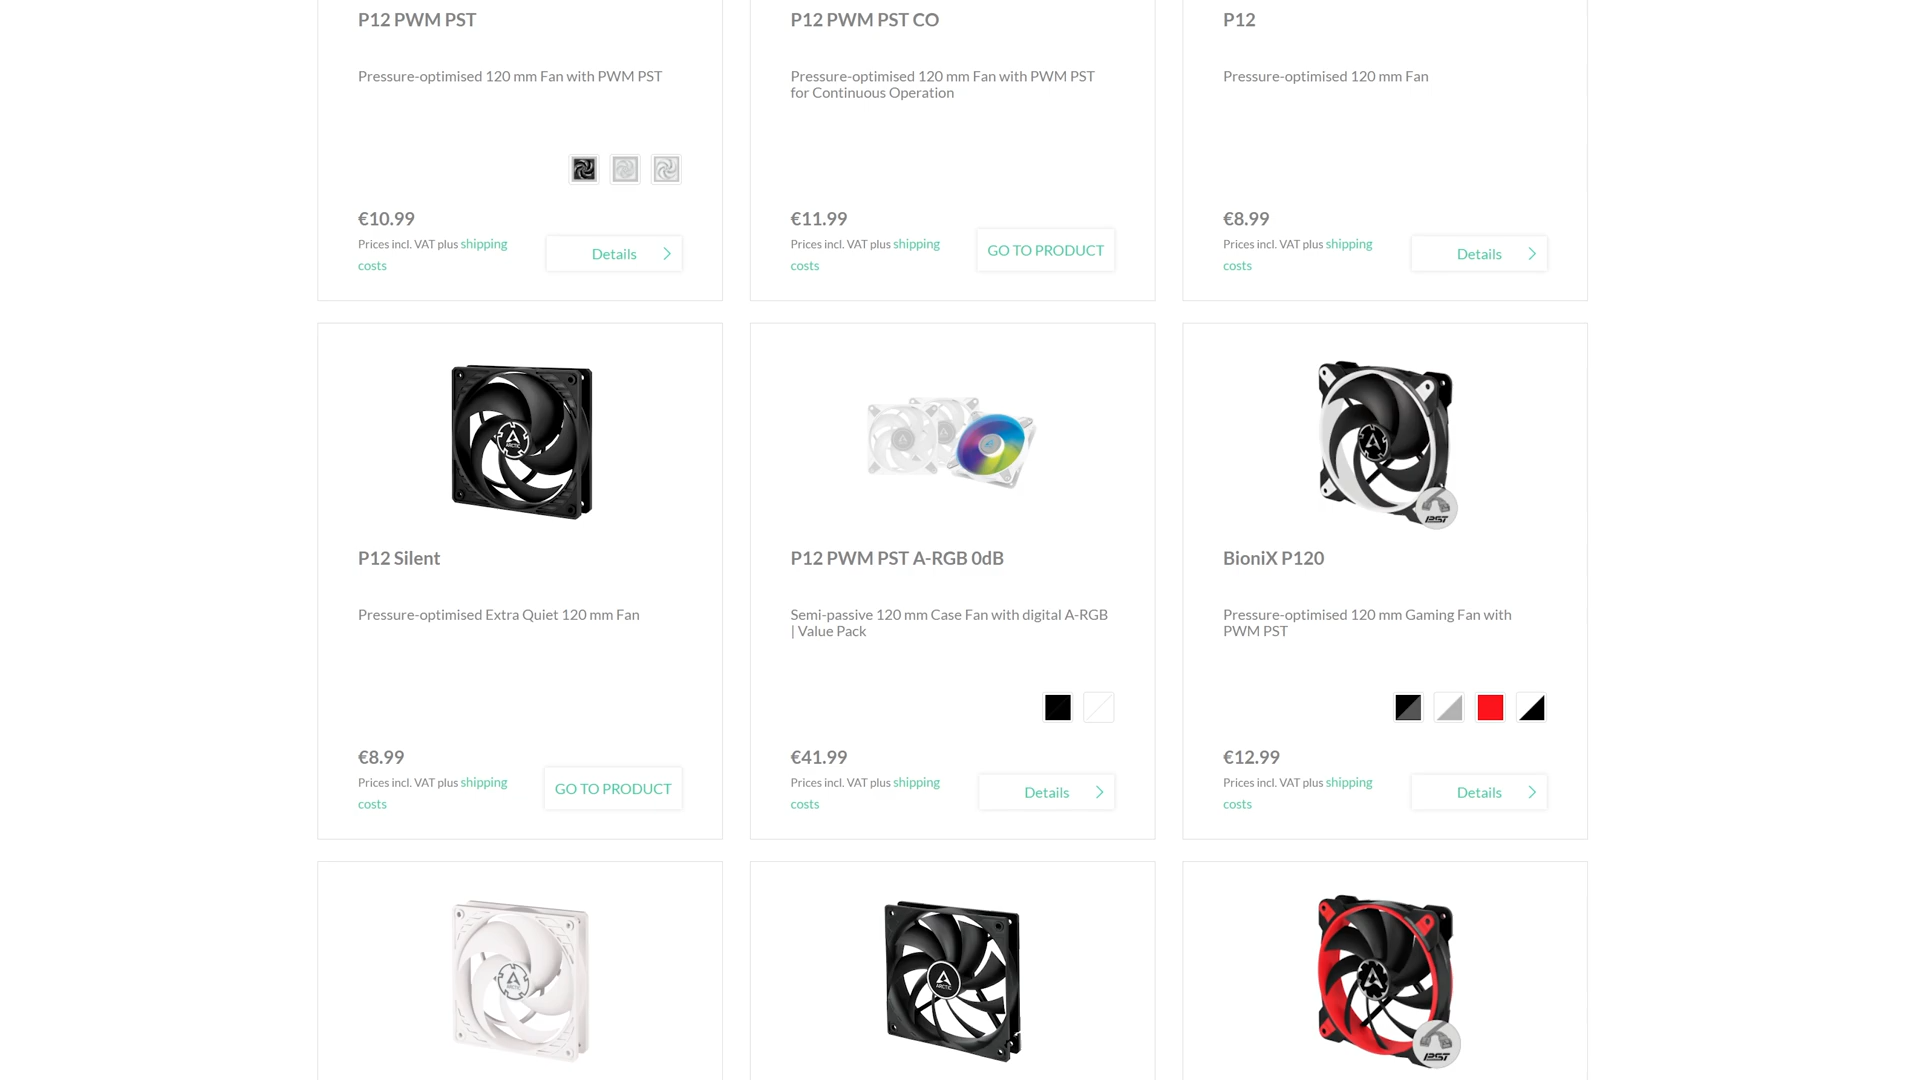 P12 PWM PST
Pressure-optimised 120 mm Fan with PWM PST
€10.99
Prices incl. VAT plus shipping
costs
Details
P12 PWM PST CO
Pressure-optimised 120 mm Fan with PWM PST
for Continuous Operation
€11.99
Prices incl. VAT plus shipping
costs
GO TO PRODUCT
P12
Pressure-optimised 120 mm Fan
€8.99
Prices incl. VAT plus shipping
costs
Details
ARCTIC
P12 Silent
Pressure-optimised Extra Quiet 120 mm Fan
€8.99
Prices incl. VAT plus shipping
costs
GO TO PRODUCT
P12 PWM PST A-RGB 0dB
Semi-passive 120 mm Case Fan with digital A-RGB
| Value Pack
€41.99
Prices incl. VAT plus shipping
costs
Details
PST
BioniX P120
Pressure-optimised 120 mm Gaming Fan with
PWM PST
€12.99
Prices incl. VAT plus shipping
costs
Details
ARCTIC
ARCTIC
PST